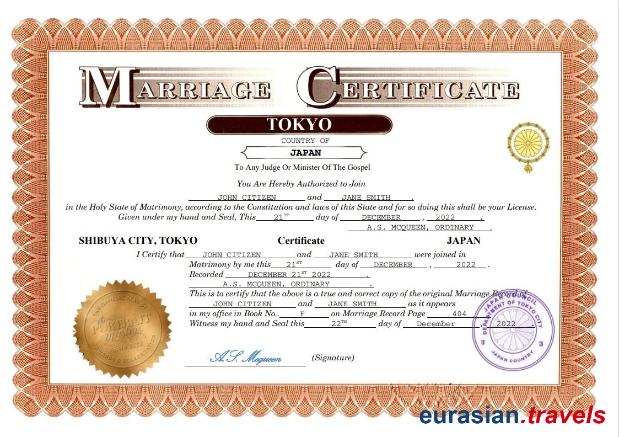 MARRIAGE CERTIFICATE
TOKYO
COUNTRY OF
JAPAN
To Any Judge Or Minister Of The Gospel
You Are Hereby Authorized to Join
JOHN CITIZEN and JANE SMITH ,
in the Holy State of Matrimony, according to the Constitution and laws of this State and for so doing this shall be your License.
Given under my hand and Seal, This 21ST day of DECEMBER , 2022 .
A.S. MCQUEEN, ORDINARY .
SHIBUYA CITY, TOKYO Certificate JAPAN
I Certify that JOHN CITIZEN and JANE SMITH were joined in
Matrimony by me this 21ST day of DECEMBER , 2022 .
Recorded DECEMBER 21ST 2022 .
A.S. MCQUEEN, ORDINARY .
This is to certify that the above is a true and correct copy of the original Marriage Record of
JOHN CITIZEN and JANE SMITH as it appears
in my office in Book No. F on Marriage Record Page 404
Witness my hand and Seal this 22TH day of December , 2022
A.S. Mcqueen (Signature)
JAPAN COUNCIL
DEPARTMENT OF TOKYO CITY
JAPAN COUNTRY
eurasian.travels